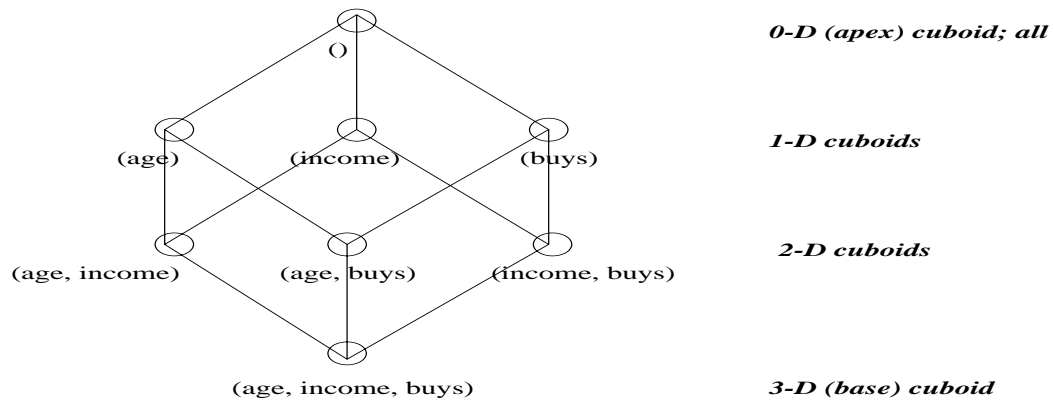 0-D (apex) cuboid; all
()
(age) (income) (buys) 1-D cuboids
(age, income) (age, buys) (income, buys) 2-D cuboids
(age, income, buys) 3-D (base) cuboid